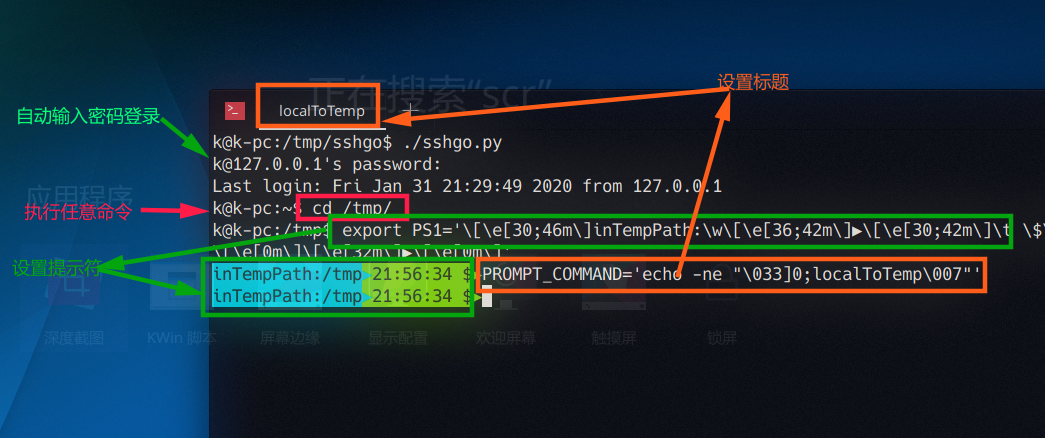 正在搜索“scr”
设置标题
localToTemp
自动输入密码登录
k@k-pc:/tmp/sshgo$ ./sshgo.py
k@127.0.0.1's password:
Last login: Fri Jan 31 21:29:49 2020 from 127.0.0.1
应用程序
执行任意命令
k@k-pc:~$ cd /tmp/
k@k-pc:/tmp$ export PS1='\[\e[30;46m\]inTempPath:\w\[\e[36;42m\]▶\[\e[30;42m\]\t \$\
\[\e[0m\]\[\e[32m\]▶\[\e[0m\]'
设置提示符
inTempPath:/tmp▶21:56:34 $▶PROMPT_COMMAND='echo -ne "\033]0;localToTemp\007"'
inTempPath:/tmp▶21:56:34 $▶
深度截图
KWin 脚本
屏幕边缘
显示配置
欢迎屏幕
触摸屏
锁屏